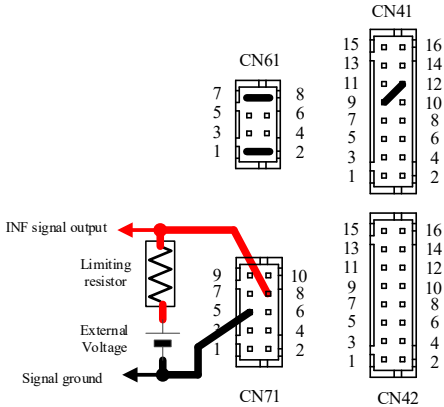 CN41
15 16
13 14
11 12
9 10
7 8
5 6
3 4
1 2
CN61
7 8
5 6
3 4
1 2
INF signal output
Limiting
resistor
External
Voltage
Signal ground
9 10
7 8
5 6
3 4
1 2
CN71
15 16
13 14
11 12
9 10
7 8
5 6
3 4
1 2
CN42